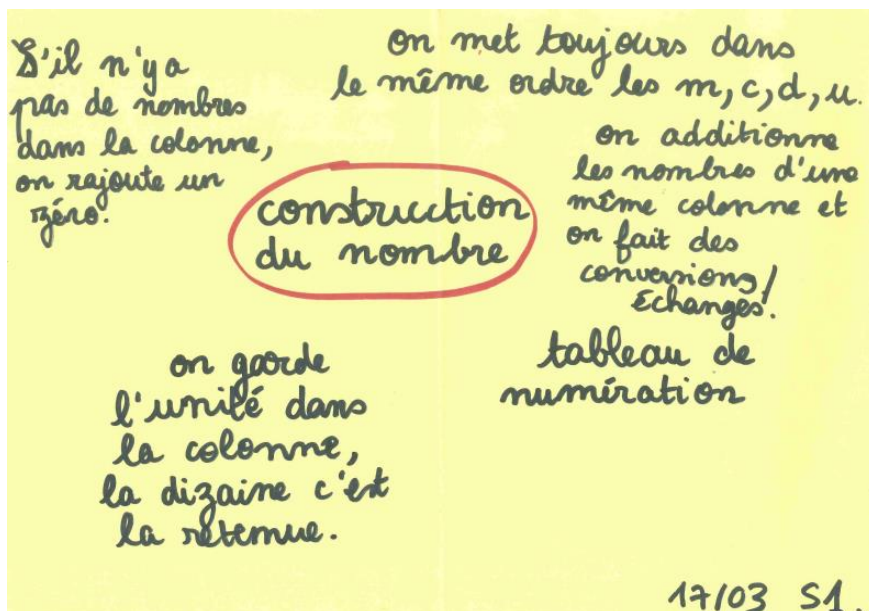 S'il n'y a
pas de nombres
dans la colonne,
on rajoute un
zéro.
on met toujours dans
le même ordre les m, c, d, u.
on additionne
les nombres d'une
même colonne et
on fait des
conversions/
échanges.
construction
du nombre
tableau de
numération
on garde
l'unité dans
la colonne,
la dizaine c'est
la retenue.
17/03 S1.